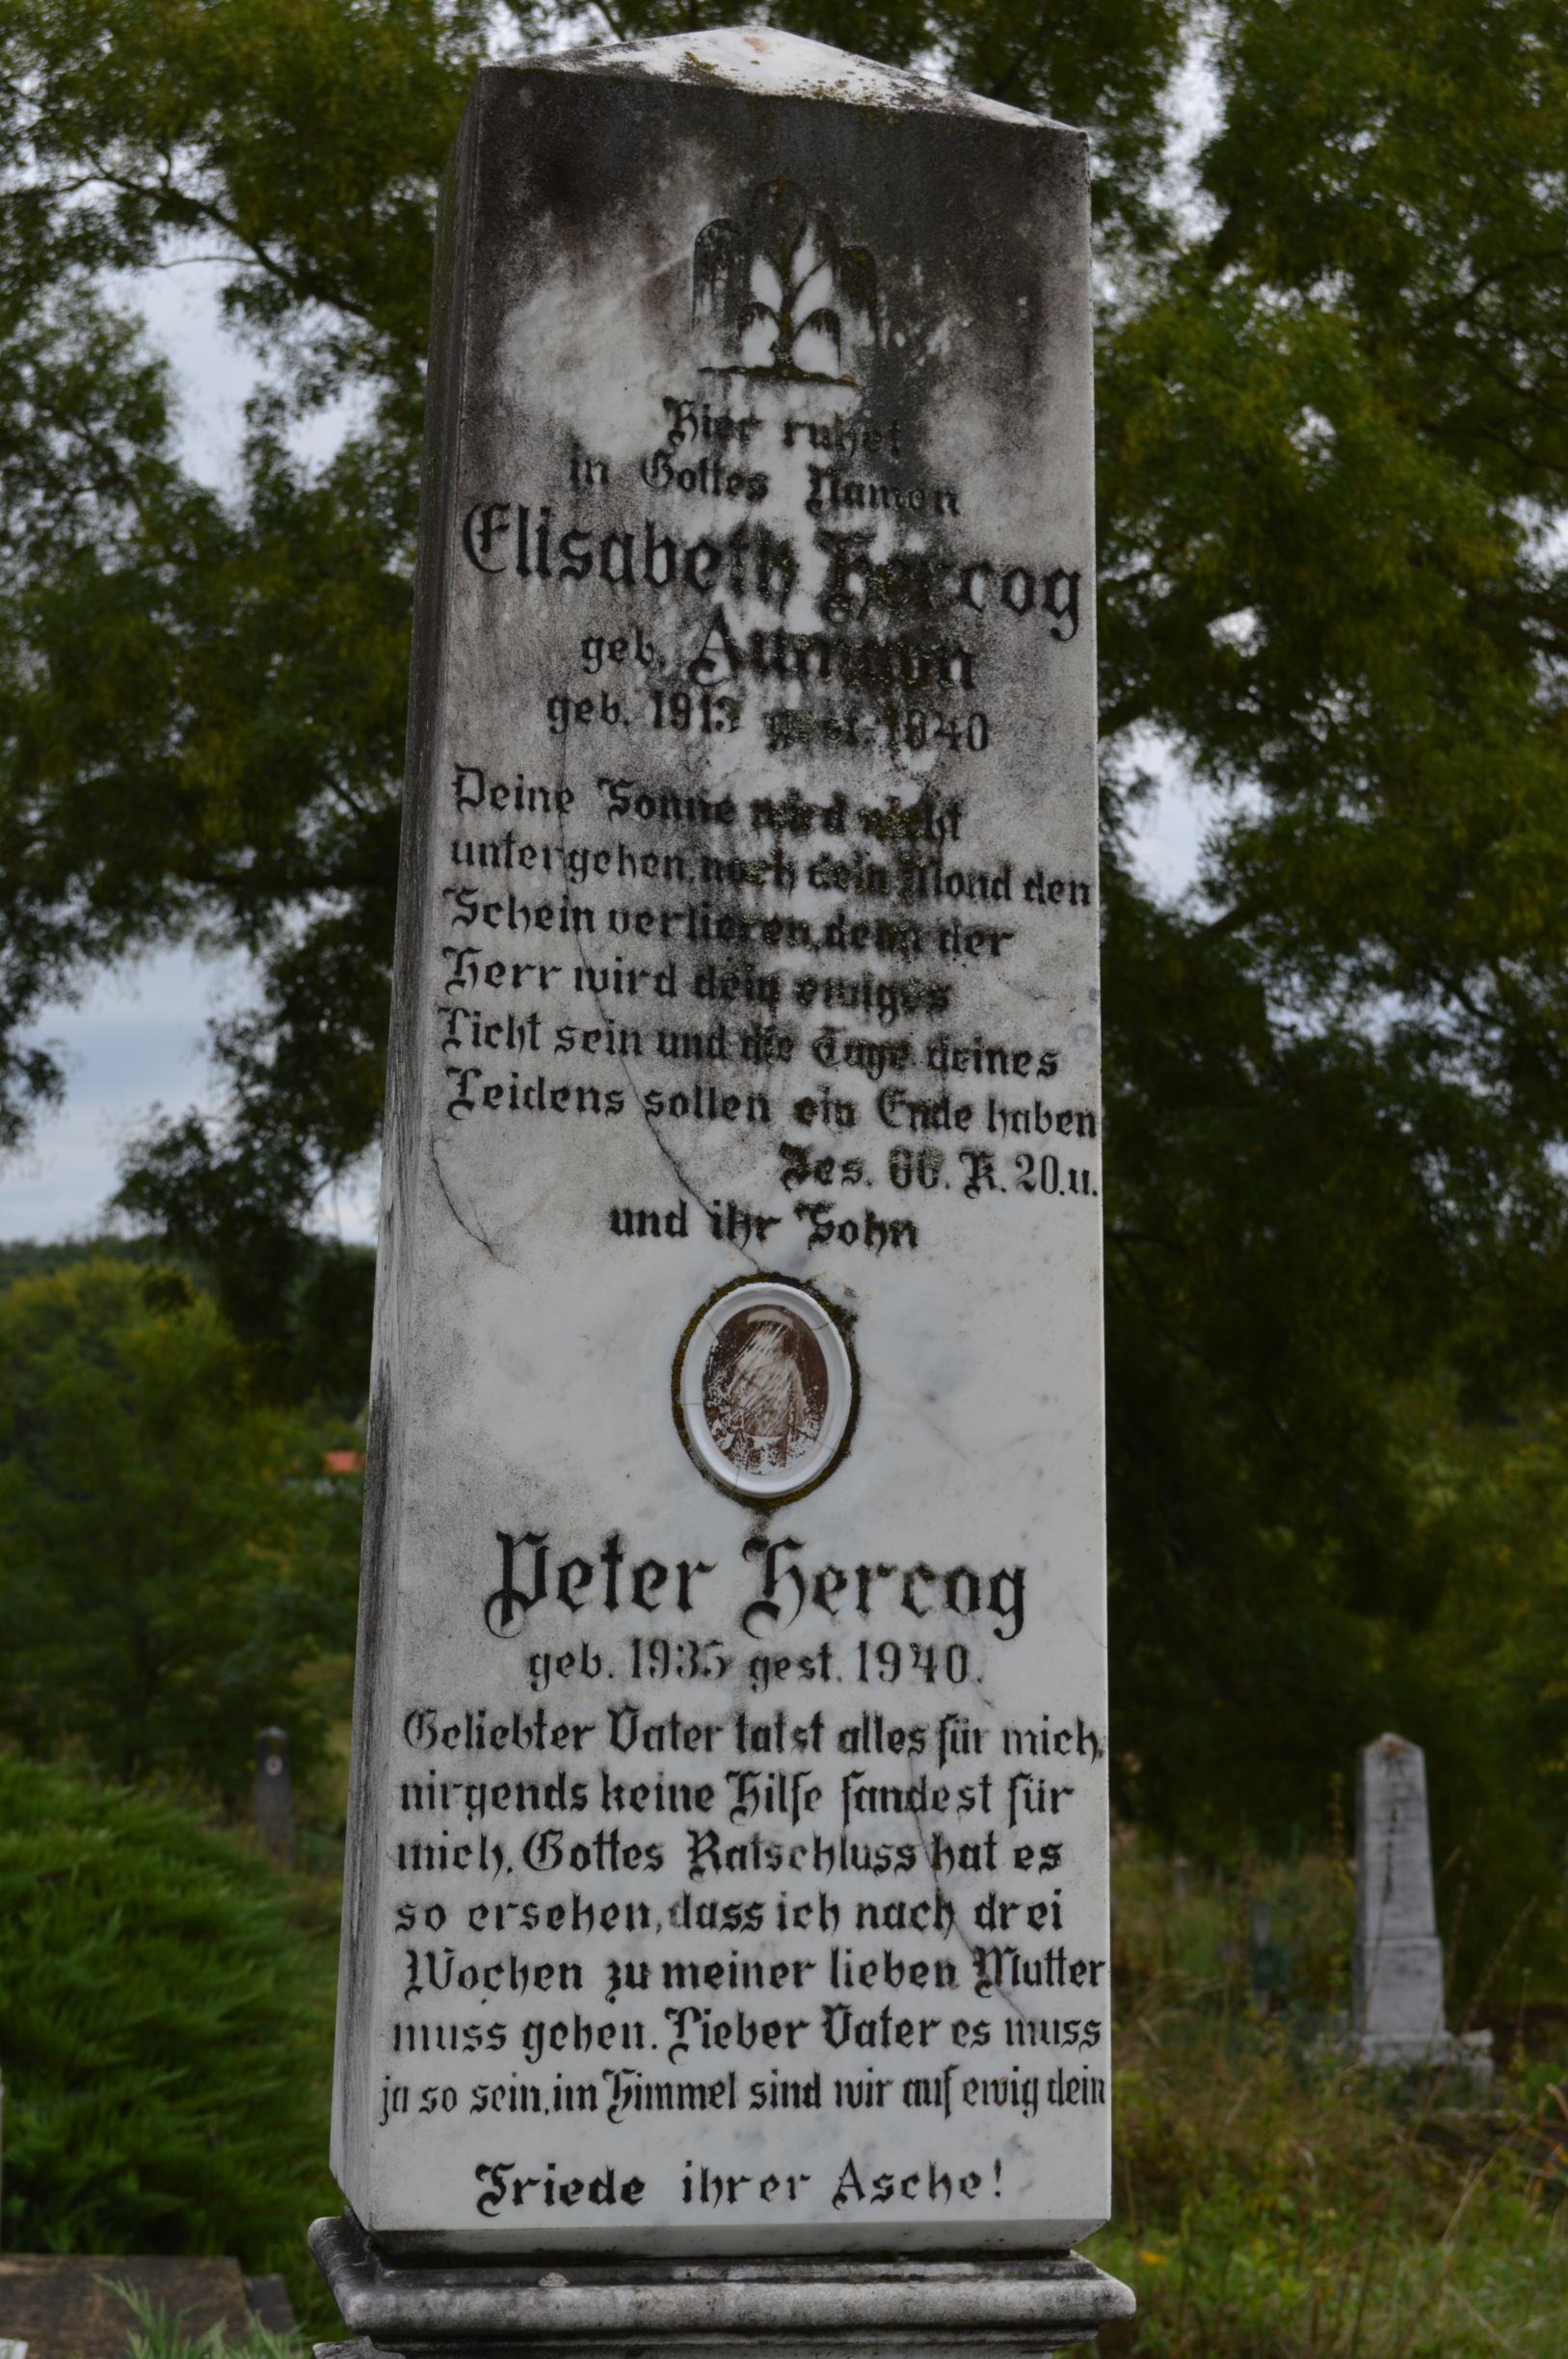 Hier ruhet
in Gottes Namen
Elisabeth Hercog
geb. Aumann
geb. 1913 gest. 1940
Deine Sonne wird nicht
untergehen, noch dein Mond den
Schein verlieren, denn der
Herr wird dein ewiges
Licht sein und die Tage deines
Leidens sollen ein Ende haben
Jes. 60. K. 20.u.
und ihr Sohn
Peter Hercog
geb. 1935 gest. 1940.
Geliebter Vater tatst alles für mich,
nirgends keine Hilfe fandest für
mich. Gottes Ratschluss hat es
so ersehen, dass ich nach drei
Wochen zu meiner lieben Mutter
muss gehen. Lieber Vater es muss
ja so sein, im Himmel sind wir auf ewig dein
Friede ihrer Asche!